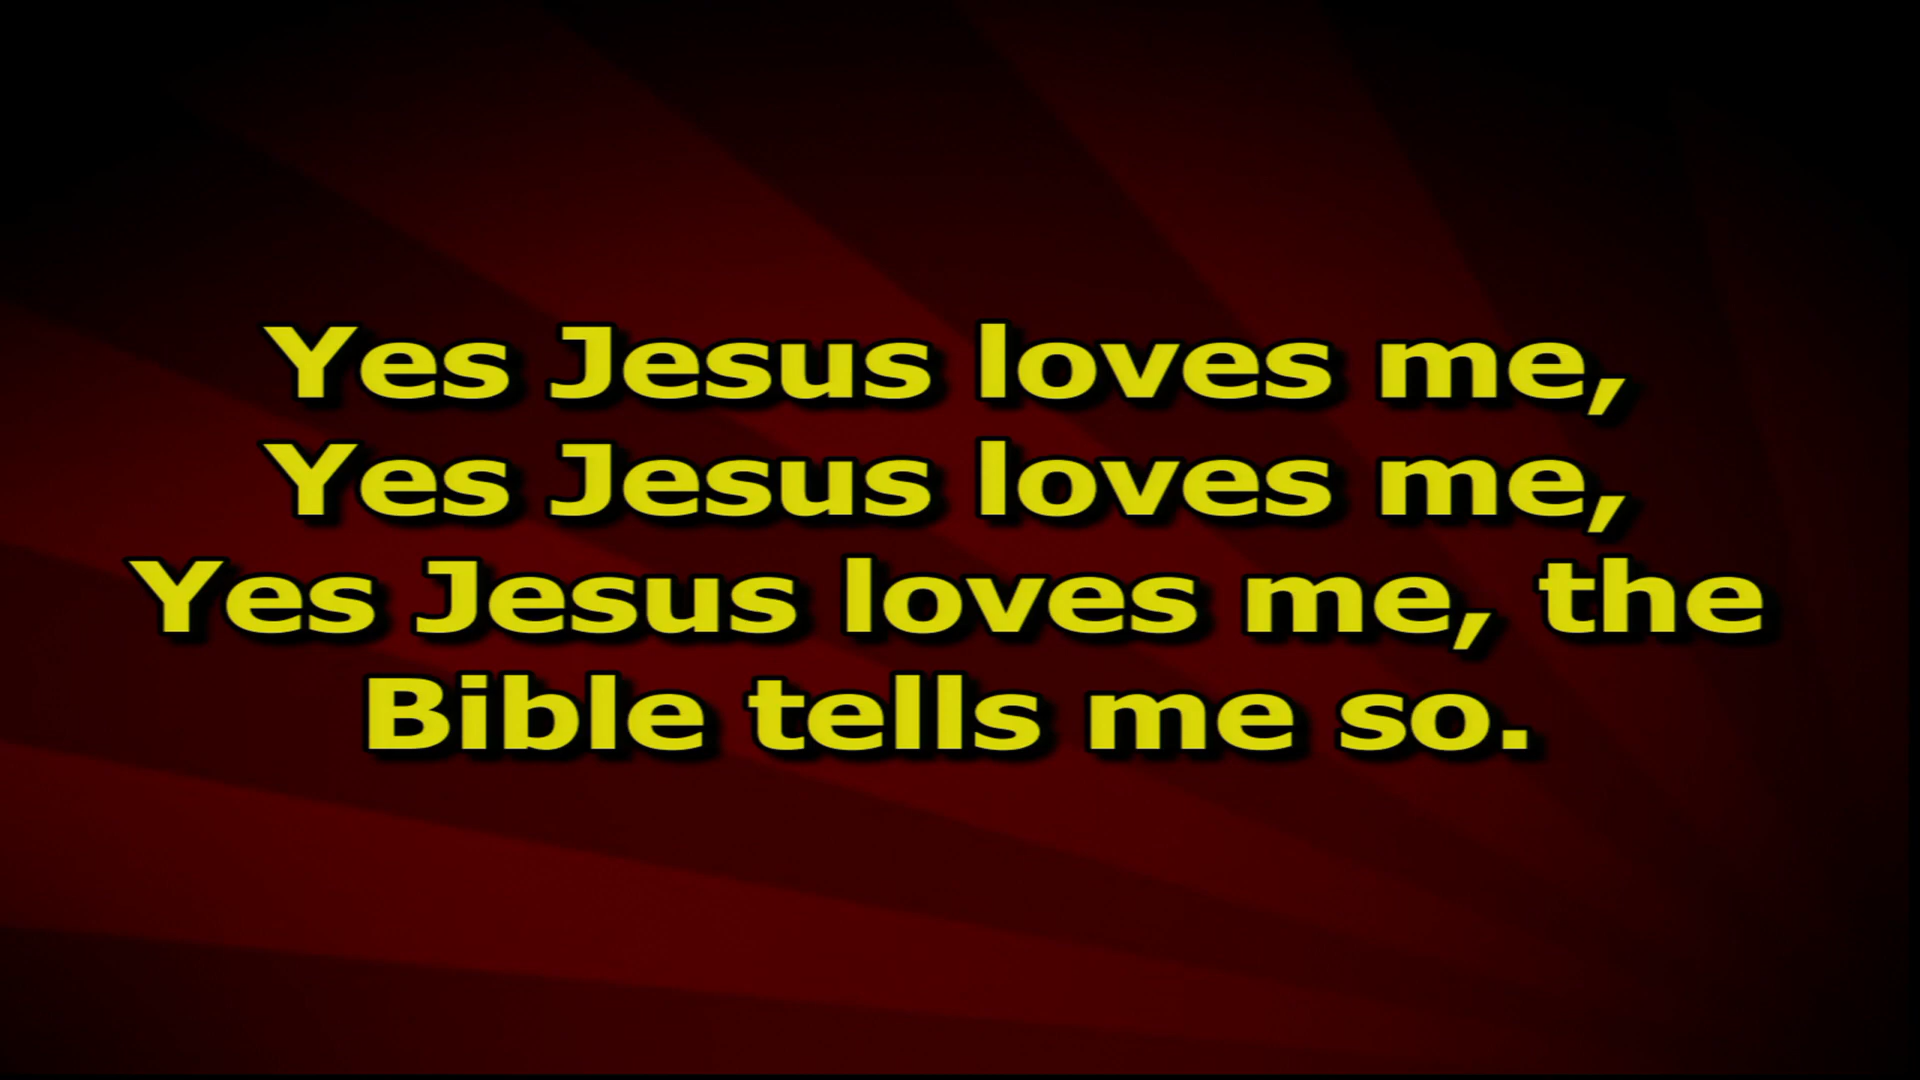 Yes Jesus loves me,
Yes Jesus loves me,
Yes Jesus loves me, the
Bible tells me so.